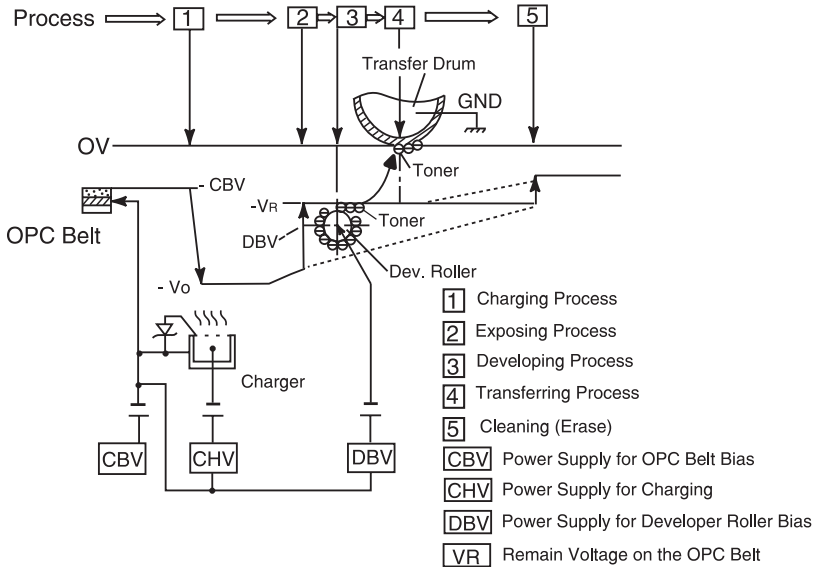 Process 1 2 3 4 5
Transfer Drum
GND
OV
Toner
- CBV
-VR
Toner
OPC Belt
DBV
Dev. Roller
- Vo
Charger
CBV CHV DBV
1 Charging Process
2 Exposing Process
3 Developing Process
4 Transferring Process
5 Cleaning (Erase)
CBV Power Supply for OPC Belt Bias
CHV Power Supply for Charging
DBV Power Supply for Developer Roller Bias
VR Remain Voltage on the OPC Belt